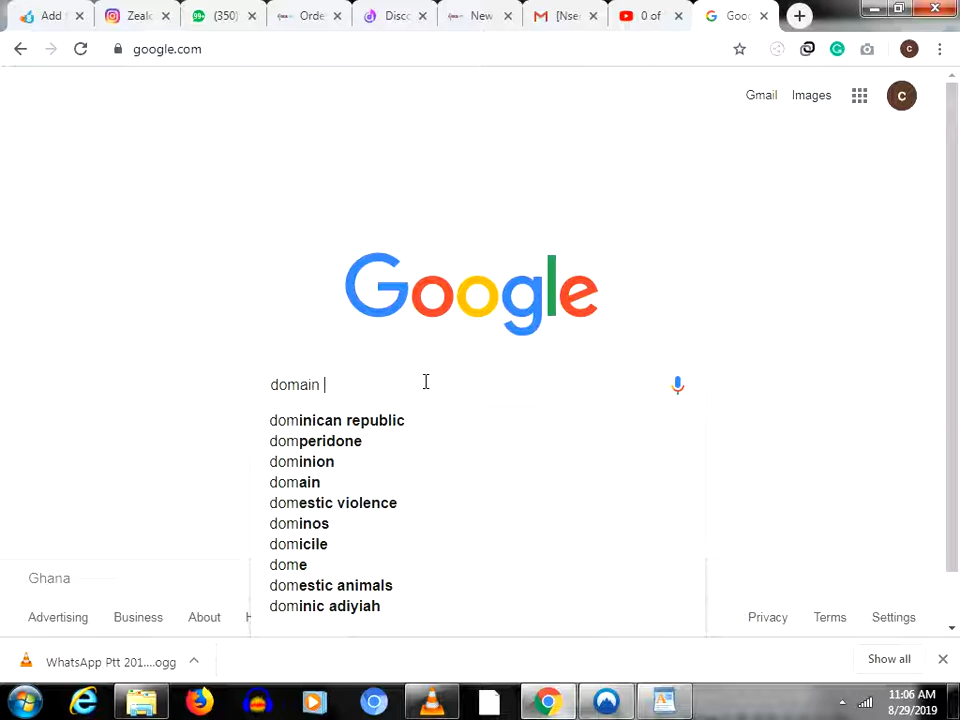 Add
Zeal
(350)
Orde
Disco
New
[Nse
0 of
Goog
google.com
c
Gmail
Images
c
Google
domain
dominican republic
domperidone
dominion
domain
domestic violence
dominos
domicile
dome
domestic animals
dominic adiyiah
Ghana
Advertising
Business
About
Privacy
Terms
Settings
WhatsApp Ptt 201....ogg
Show all
11:06 AM
8/29/2019